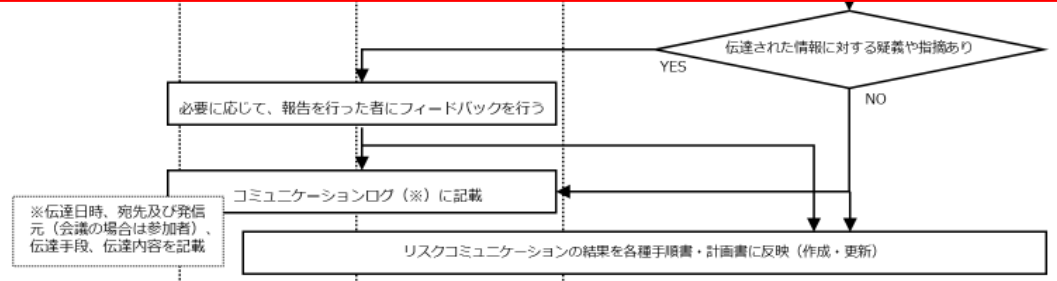 伝達された情報に対する疑義や指摘あり
YES
NO
必要に応じて、報告を行った者にフィードバックを行う
コミュニケーションログ（※）に記載
※伝達日時、宛先及び発信
元（会議の場合は参加者）、
伝達手段、伝達内容を記載
リスクコミュニケーションの結果を各種手順書・計画書に反映（作成・更新）